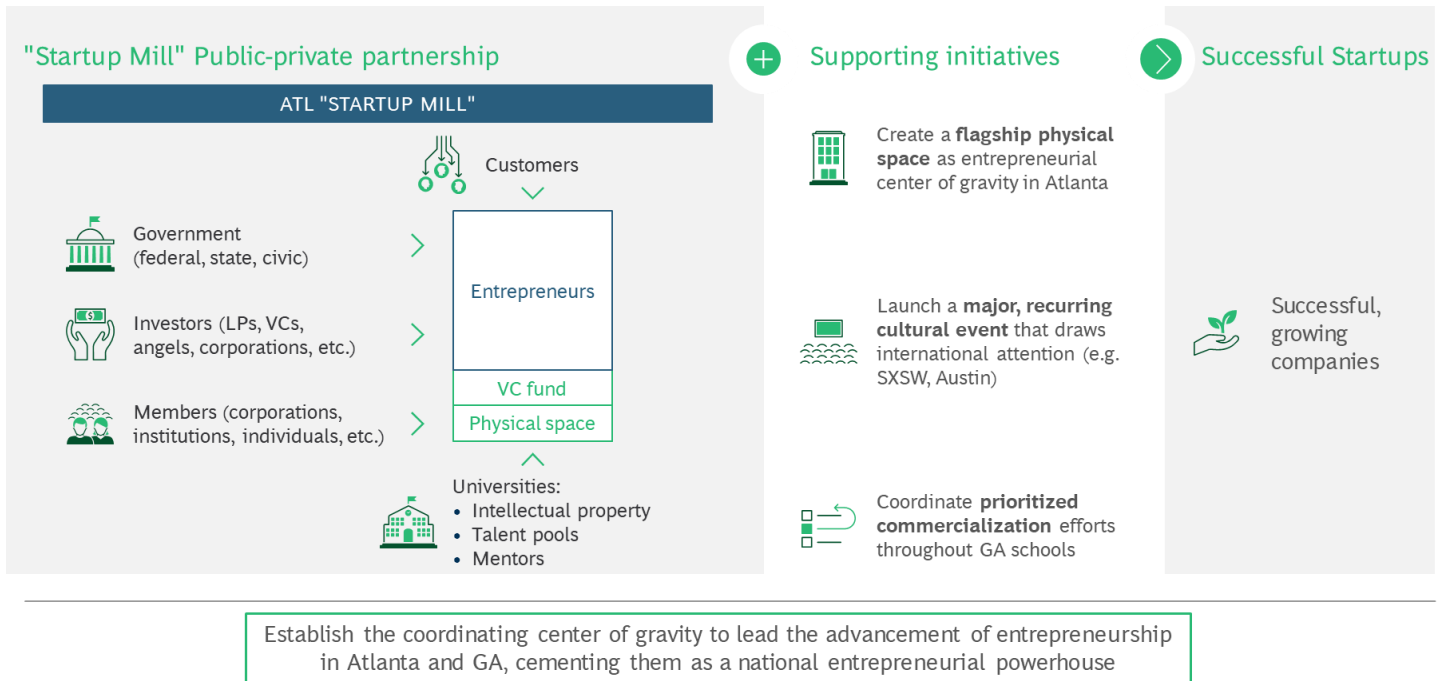 "Startup Mill" Public-private partnership
ATL "STARTUP MILL"
Customers
Government
(federal, state, civic)
Investors (LPs, VCs,
angels, corporations, etc.)
Members (corporations,
institutions, individuals, etc.)
Entrepreneurs
VC fund
Physical space
Universities:
• Intellectual property
• Talent pools
• Mentors
Supporting initiatives
Create a flagship physical
space as entrepreneurial
center of gravity in Atlanta
Launch a major, recurring
cultural event that draws
international attention (e.g.
SXSW, Austin)
Coordinate prioritized
commercialization efforts
throughout GA schools
Successful Startups
Successful,
growing
companies
Establish the coordinating center of gravity to lead the advancement of entrepreneurship
in Atlanta and GA, cementing them as a national entrepreneurial powerhouse